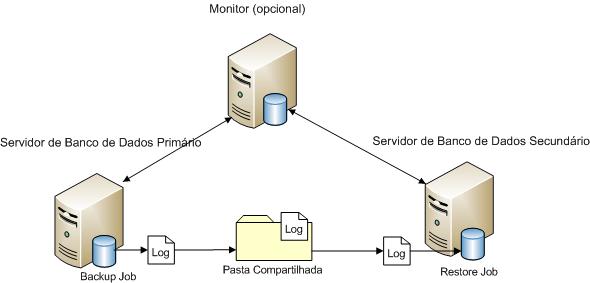 Monitor (opcional)
Servidor de Banco de Dados Primário
Servidor de Banco de Dados Secundário
Log
Log
Log
Backup Job
Pasta Compartilhada
Restore Job